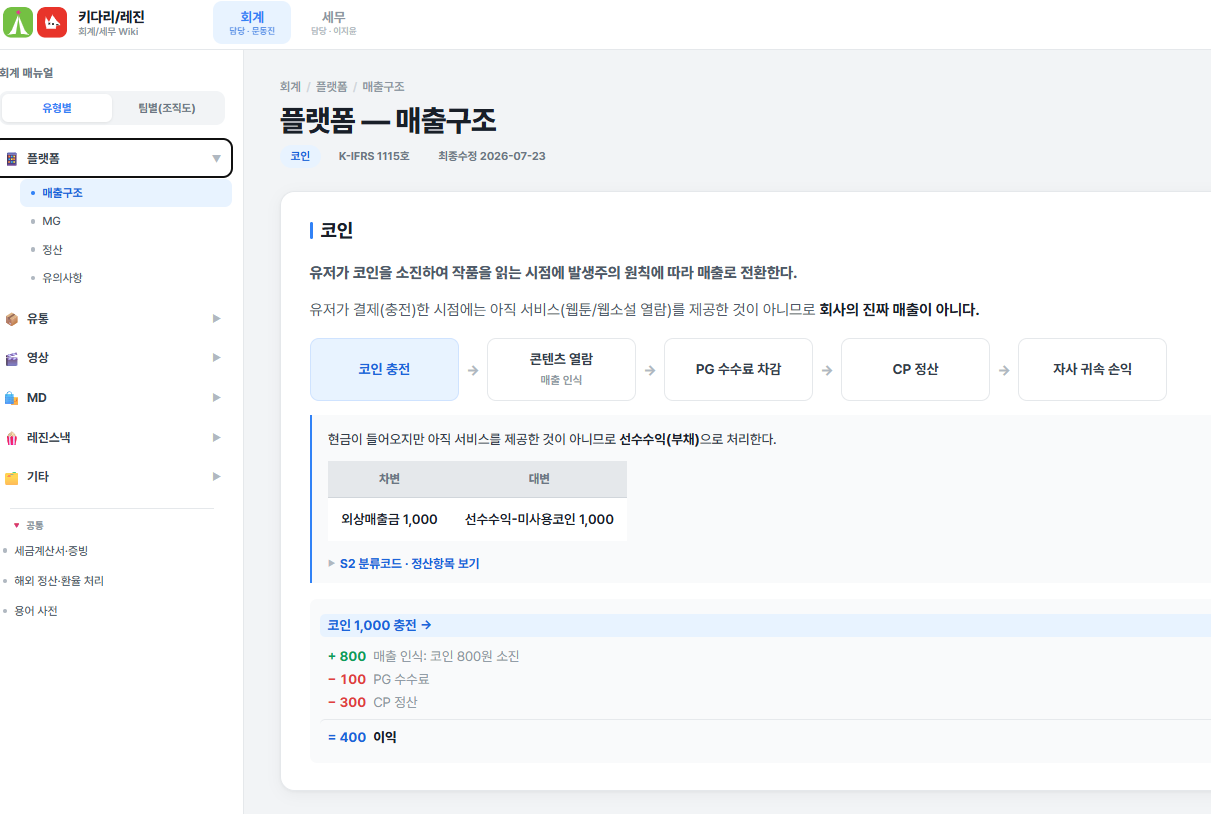 키다리/레진
회계/세무 Wiki
회계
담당 · 문동진
세무
담당 · 이지윤
회계 매뉴얼
유형별
팀별(조직도)
플랫폼 ▼
매출구조
MG
정산
유의사항
유통 ▶
영상 ▶
MD ▶
레진스낵 ▶
기타 ▶
♥ 공통
세금계산서·증빙
해외 정산·환율 처리
용어 사전
회계 / 플랫폼 / 매출구조
플랫폼 — 매출구조
코인 K-IFRS 1115호 최종수정 2026-07-23
코인
유저가 코인을 소진하여 작품을 읽는 시점에 발생주의 원칙에 따라 매출로 전환한다.
유저가 결제(충전)한 시점에는 아직 서비스(웹툰/웹소설 열람)를 제공한 것이 아니므로 회사의 진짜 매출이 아니다.
코인 충전 → 콘텐츠 열람 → PG 수수료 차감 → CP 정산 → 자사 귀속 손익
매출 인식
현금이 들어오지만 아직 서비스를 제공한 것이 아니므로 선수수익(부채)으로 처리한다.
차변 대변
외상매출금 1,000 선수수익-미사용코인 1,000
▶ S2 분류코드 · 정산항목 보기
코인 1,000 충전 →
+ 800 매출 인식: 코인 800원 소진
− 100 PG 수수료
− 300 CP 정산
= 400 이익